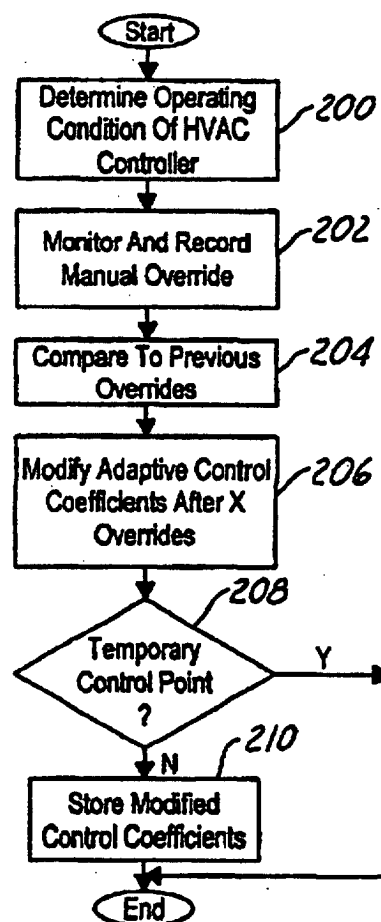 Start
Determine Operating
Condition Of HVAC
Controller
200
Monitor And Record
Manual Override
202
Compare To Previous
Overrides
204
Modify Adaptive Control
Coefficients After X
Overrides
206
208
Temporary
Control Point
?
Y
N
210
Store Modified
Control Coefficients
End